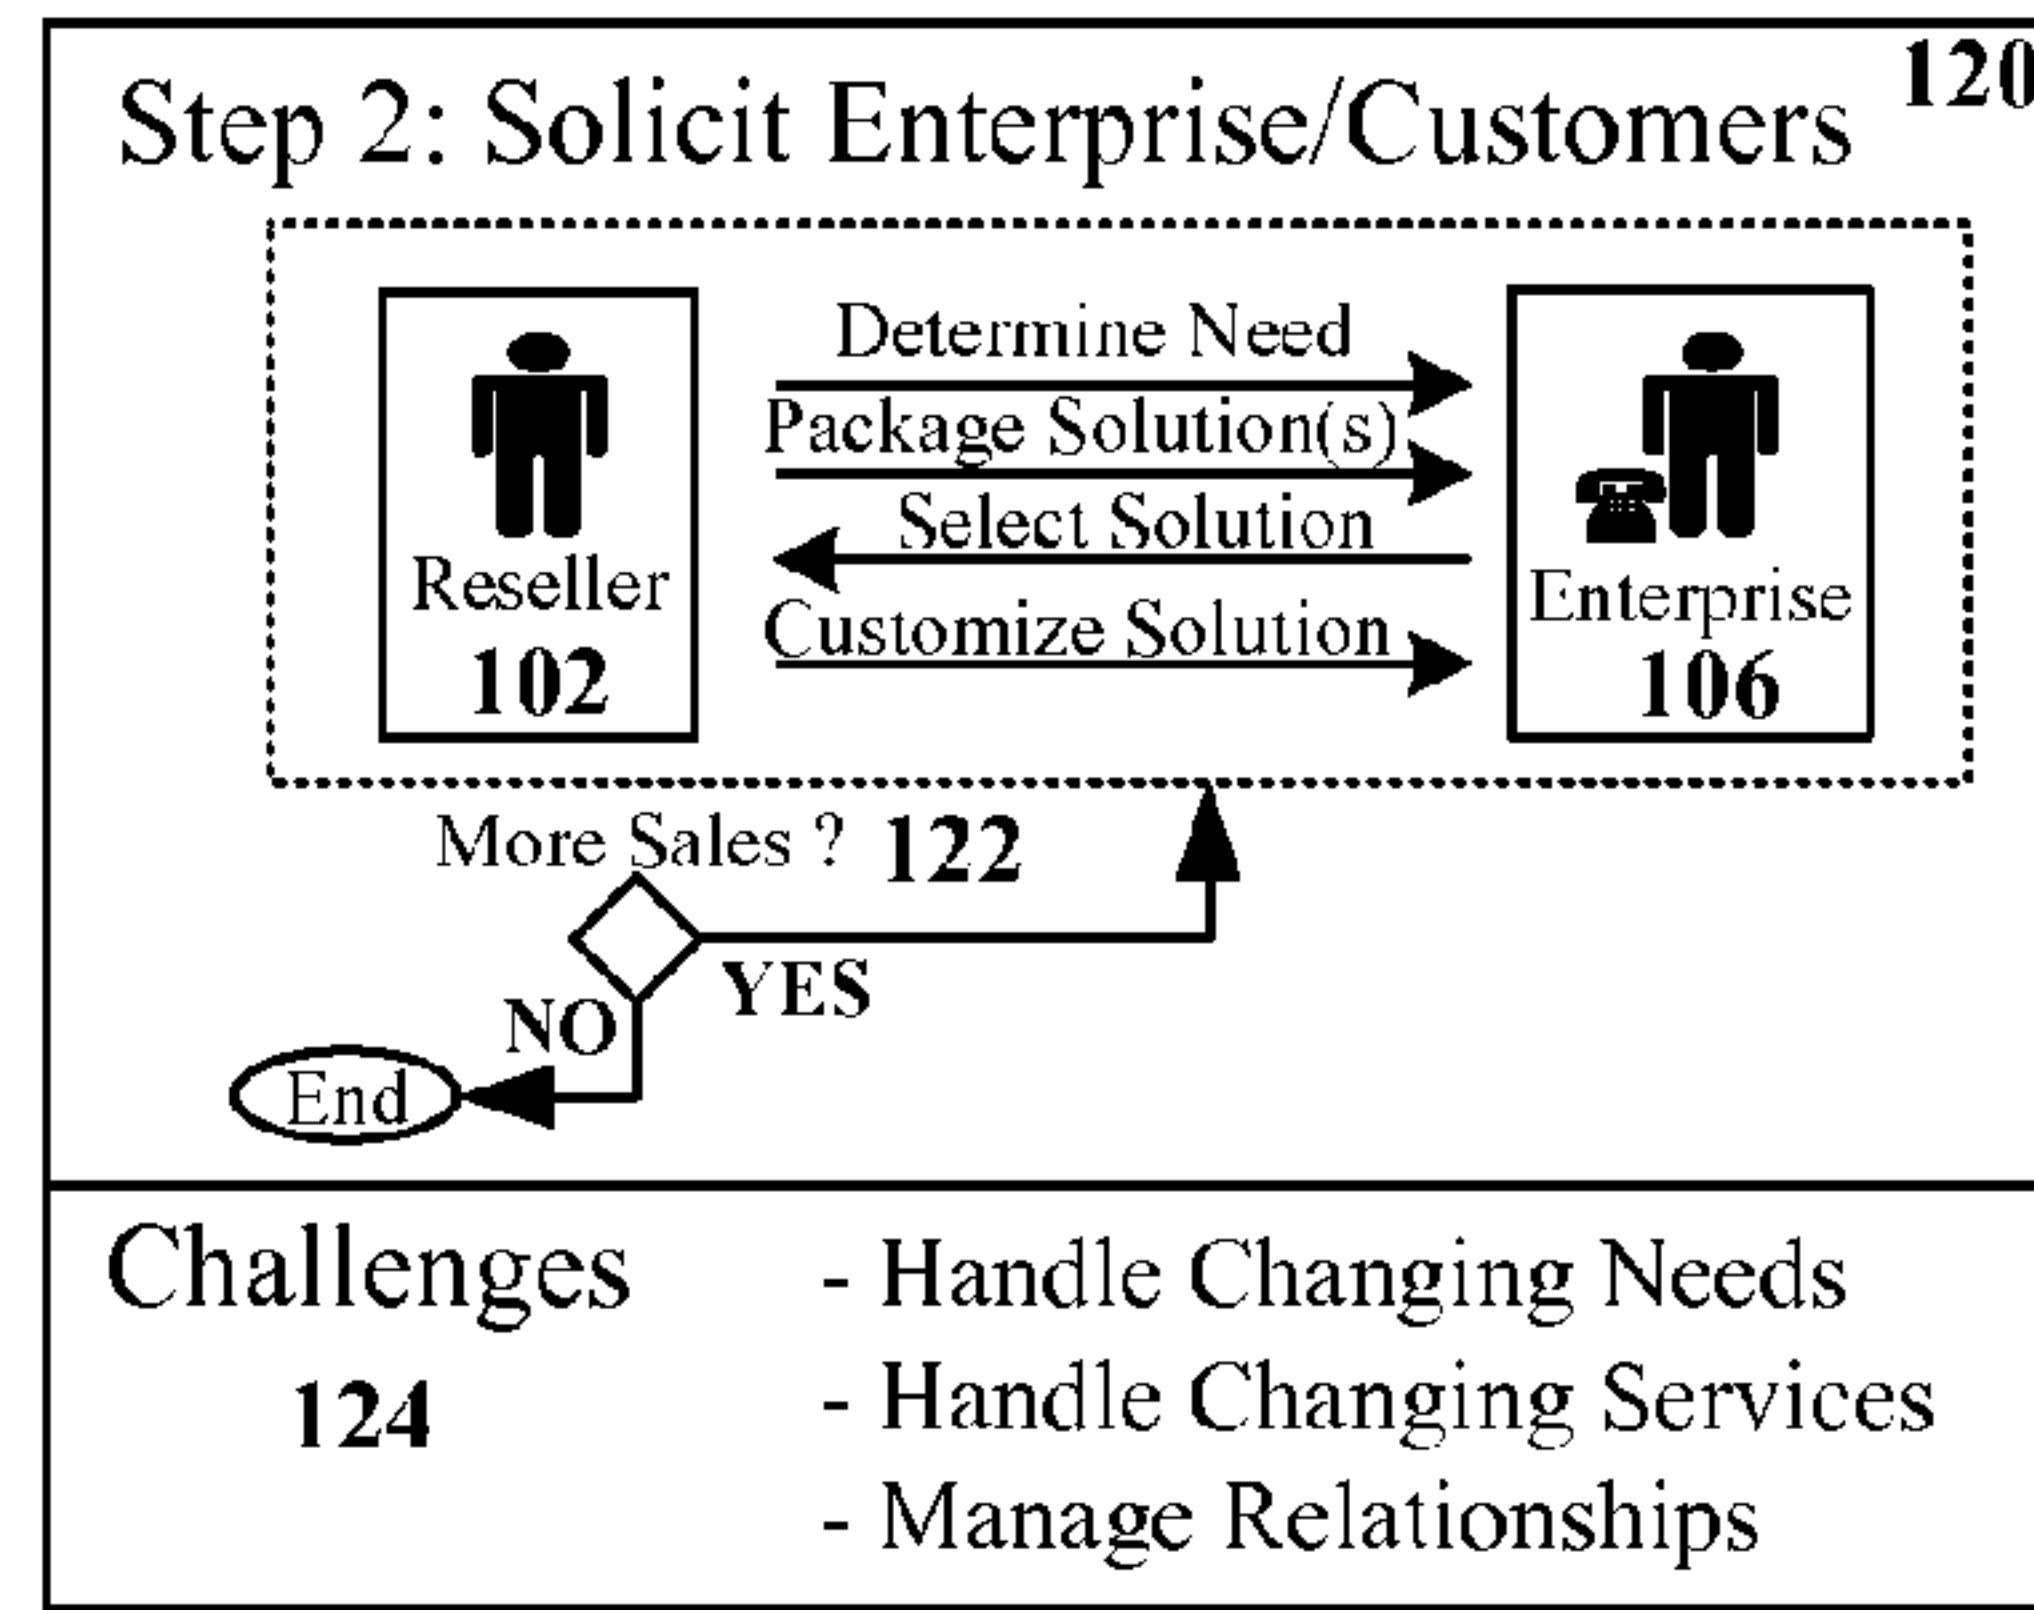 120
Step 2: Solicit Enterprise/Customers
Determine Need
Package Solution(s)
Select Solution
Customize Solution
Reseller
102
Enterprise
106
More Sales ? 122
YES
NO
End
Challenges
124
- Handle Changing Needs
- Handle Changing Services
- Manage Relationships